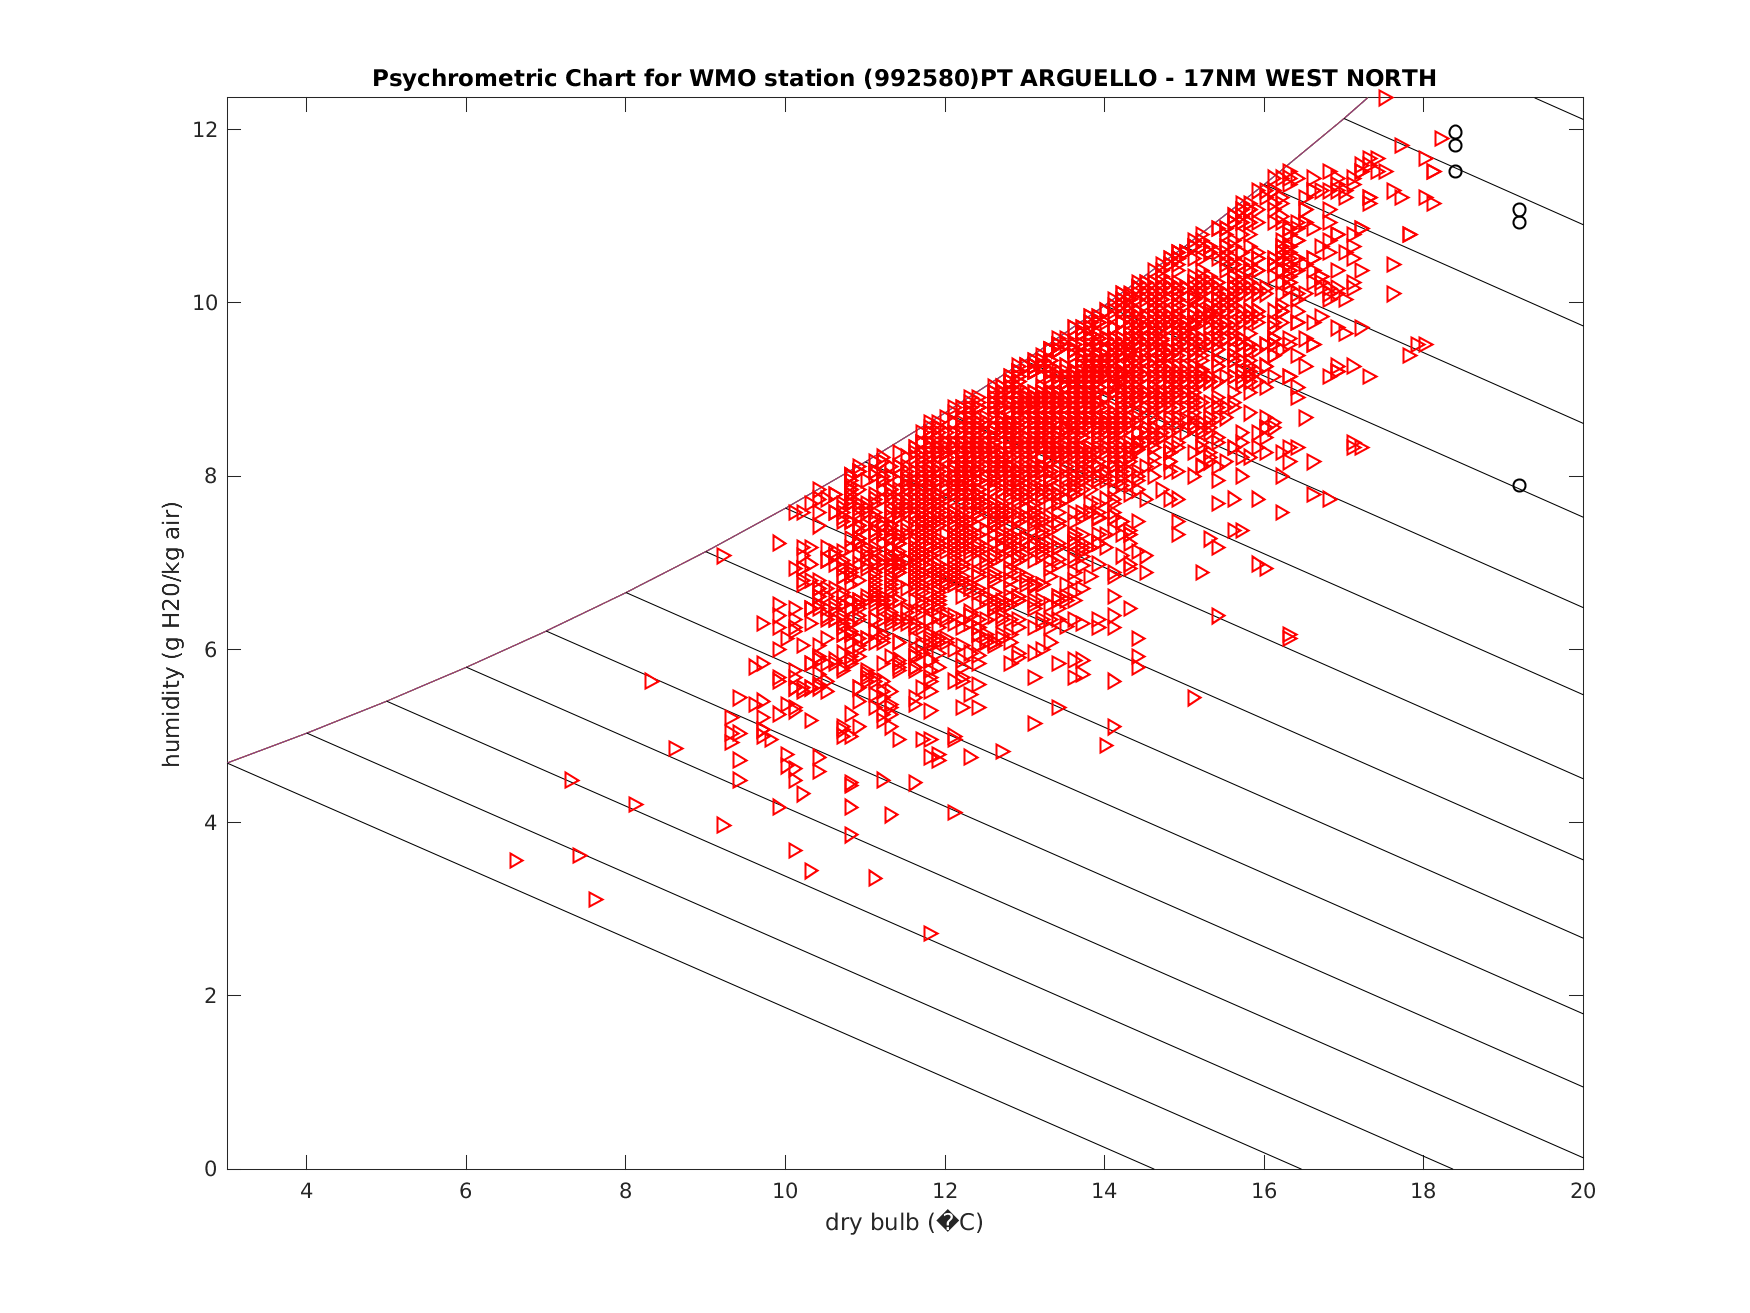 Psychrometric Chart for WMO station (992580)PT ARGUELLO - 17NM WEST NORTH
humidity (g H20/kg air)
12
10
8
6
4
2
0
4 6 8 10 12 14 16 18 20
dry bulb (�C)